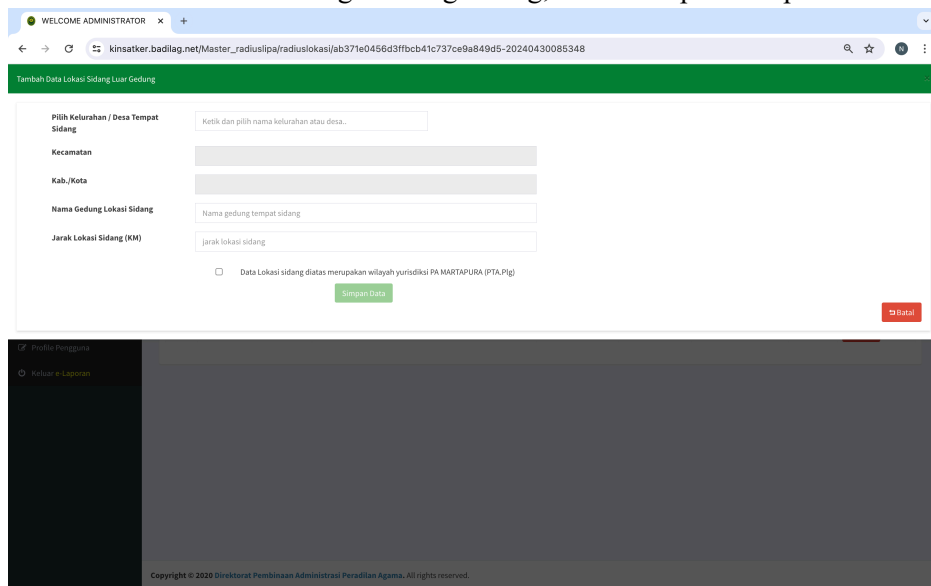 WELCOME ADMINISTRATOR
kinsatker.badilag.net/Master_radiuslipa/radiuslokasi/ab371e0456d3ffbcb41c737ce9a849d5-20240430085348
N
Tambah Data Lokasi Sidang Luar Gedung
Pilih Kelurahan / Desa Tempat
Sidang
Ketik dan pilih nama kelurahan atau desa..
Kecamatan
Kab./Kota
Nama Gedung Lokasi Sidang
Nama gedung tempat sidang
Jarak Lokasi Sidang (KM)
jarak lokasi sidang
Data Lokasi sidang diatas merupakan wilayah yurisdiksi PA MARTAPURA (PTA.Plg)
Simpan Data
Batal
Profile Pengguna
Keluar e-Laporan
Copyright © 2020 Direktorat Pembinaan Administrasi Peradilan Agama. All rights reserved.